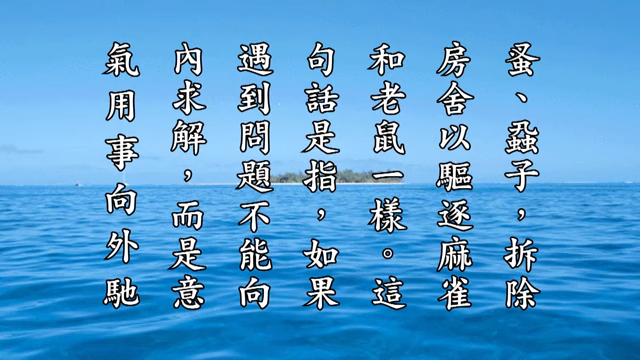 蚤、蝨子，拆除
房舍以驅逐麻雀
和老鼠一樣。這
句話是指，如果
遇到問題不能向
內求解，而是意
氣用事向外馳